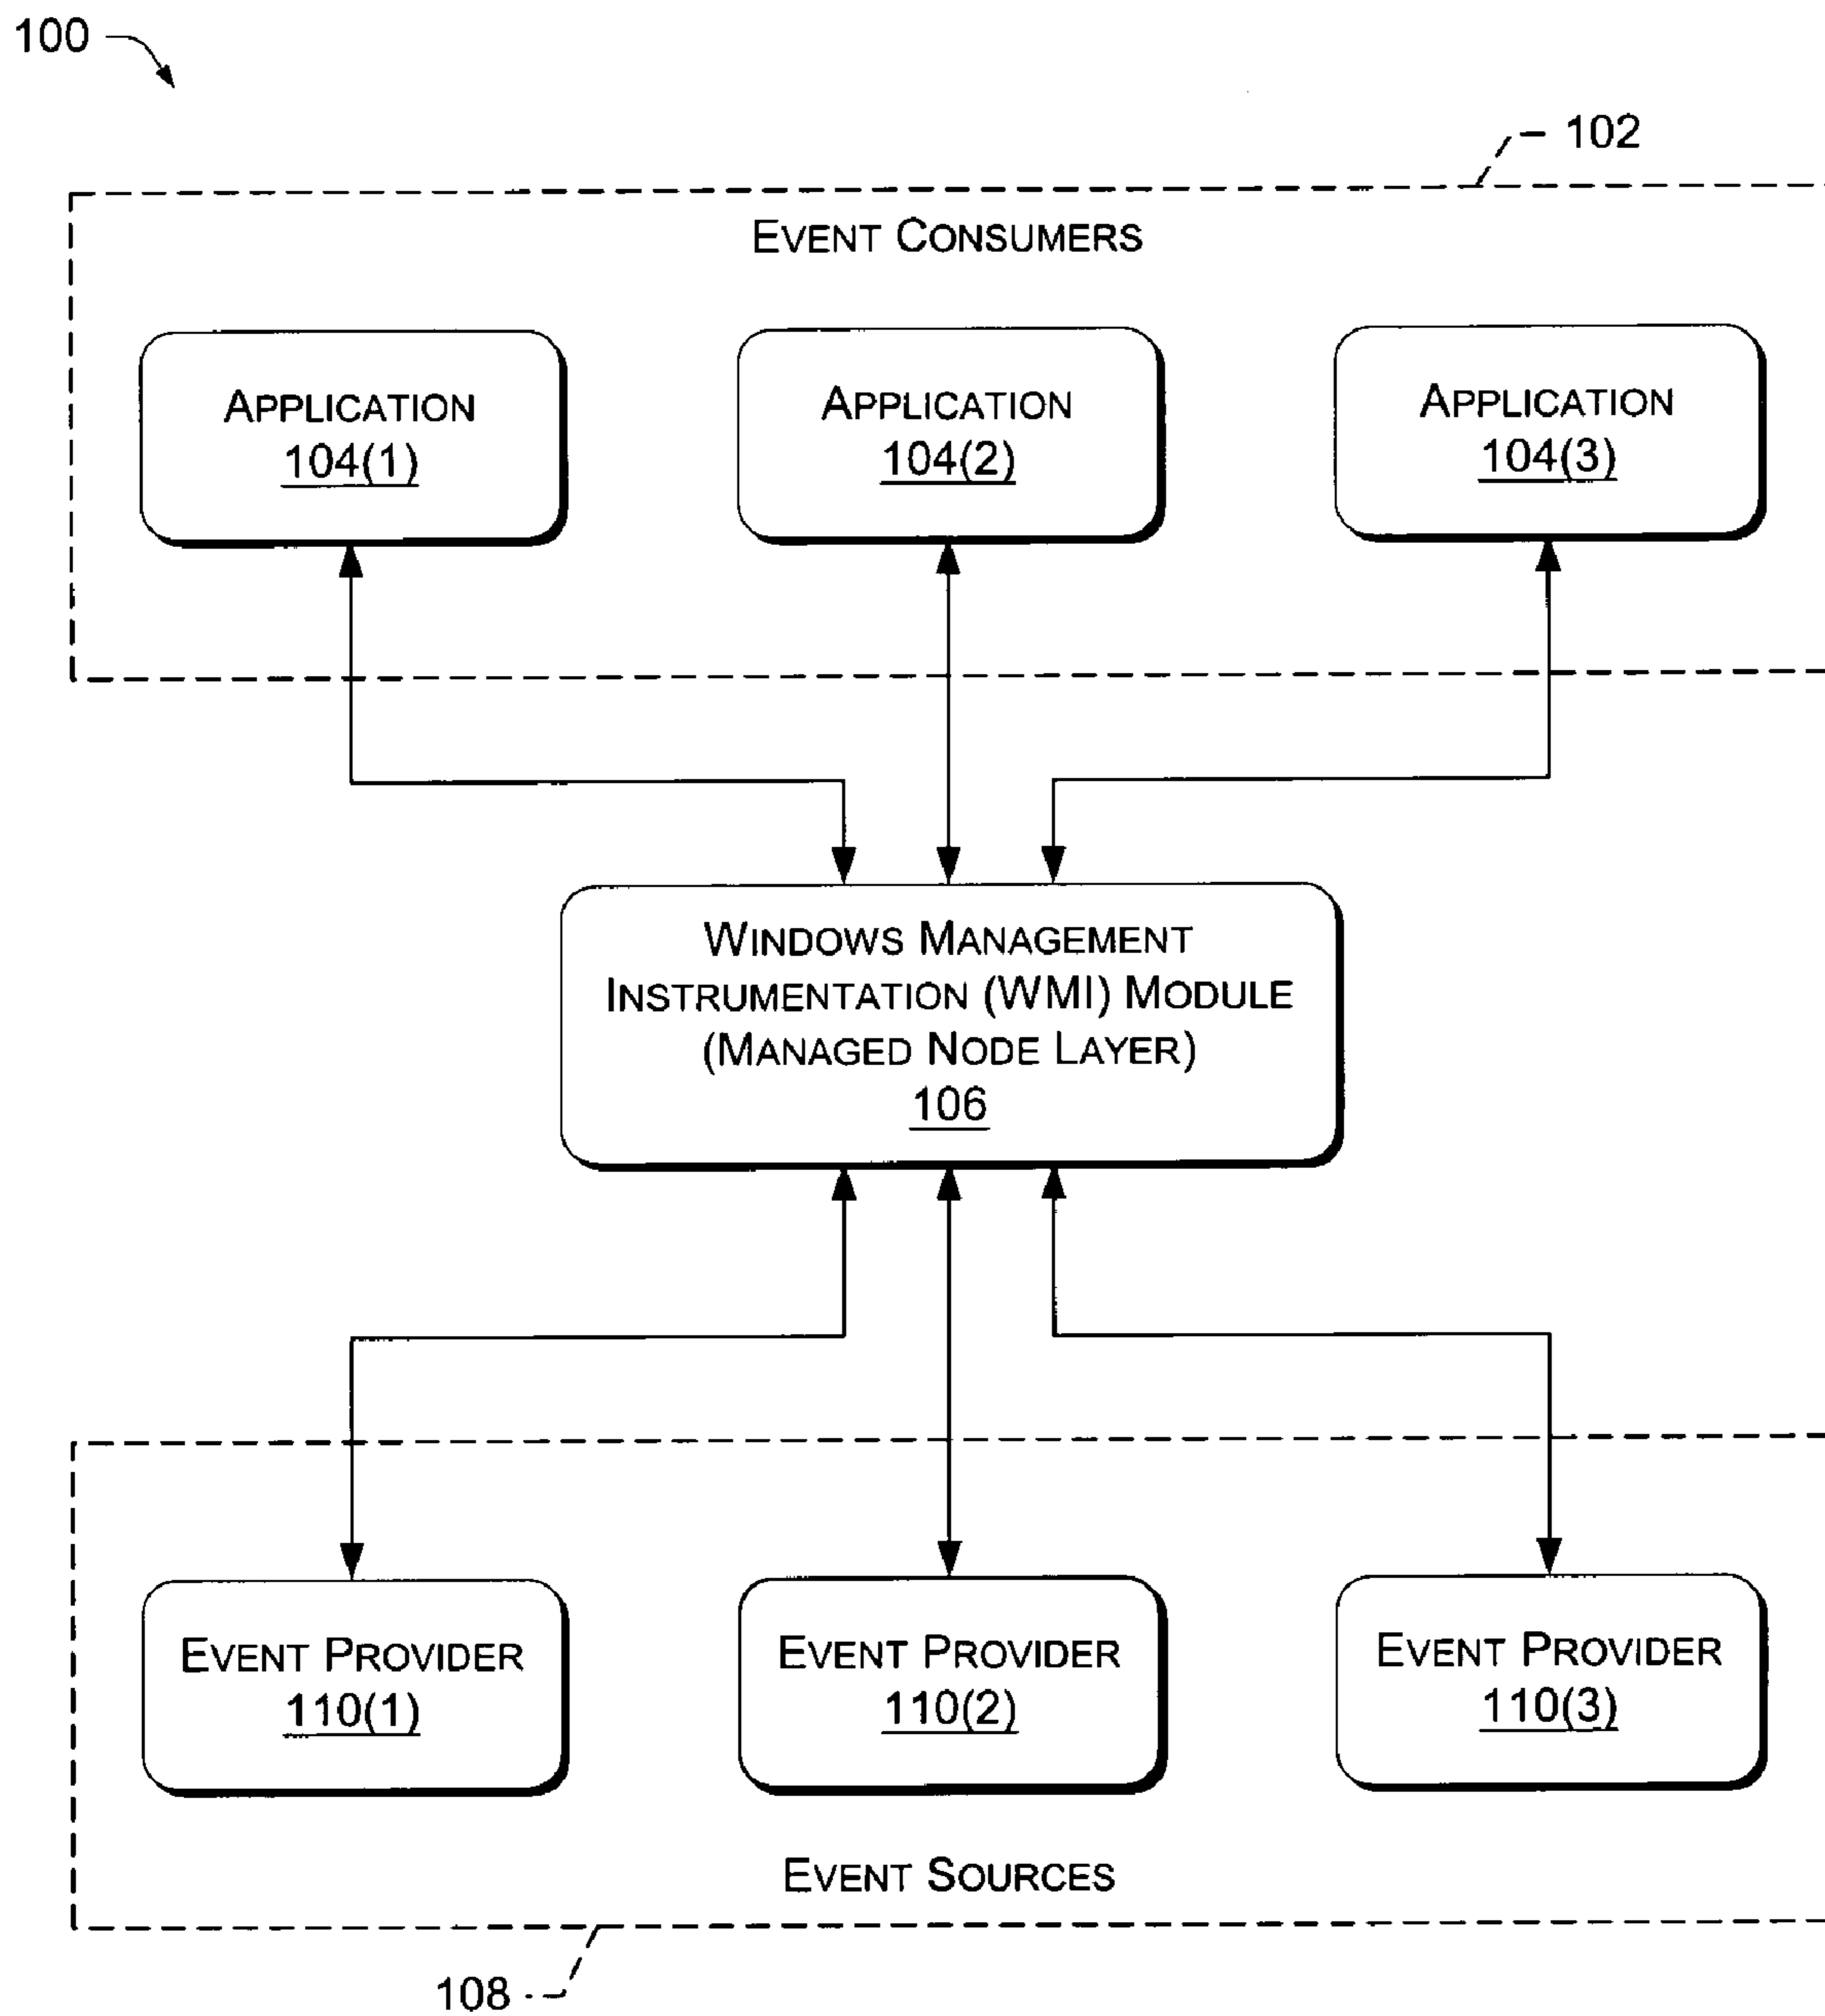 100
102
EVENT CONSUMERS
APPLICATION
104(1)
APPLICATION
104(2)
APPLICATION
104(3)
WINDOWS MANAGEMENT
INSTRUMENTATION (WMI) MODULE
(MANAGED NODE LAYER)
106
EVENT PROVIDER
110(1)
EVENT PROVIDER
110(2)
EVENT PROVIDER
110(3)
EVENT SOURCES
108